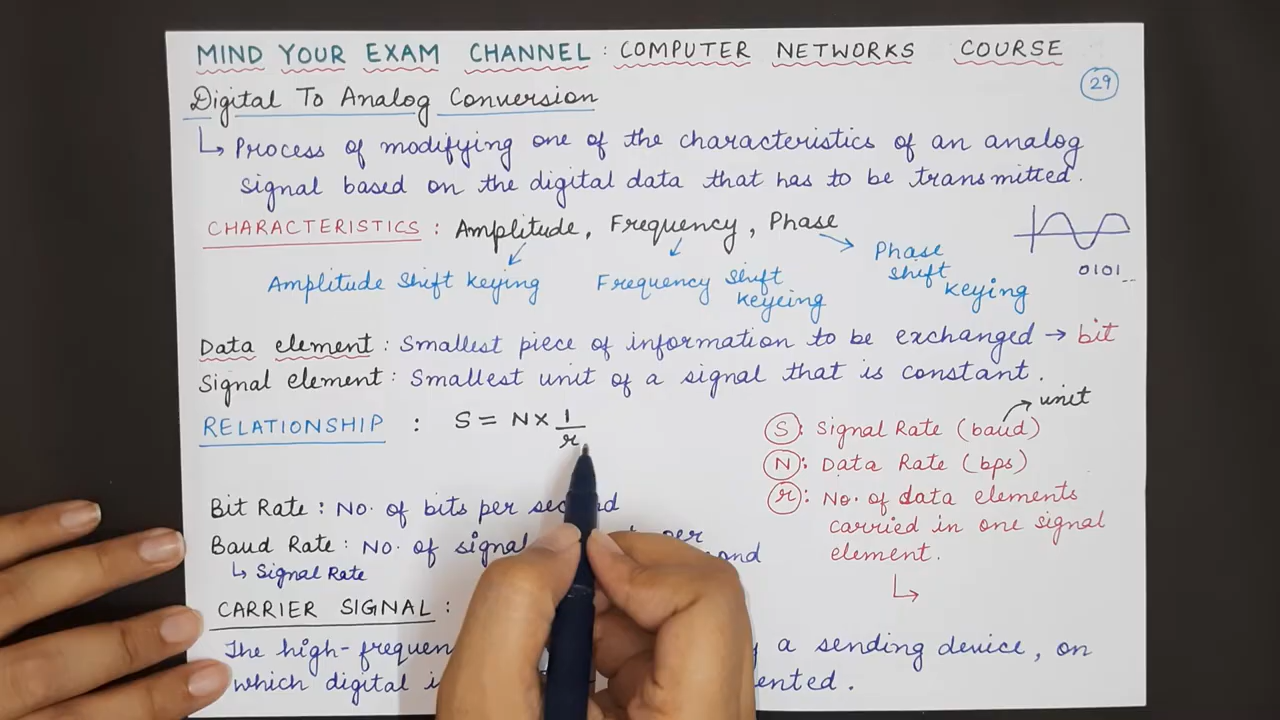 MIND YOUR EXAM CHANNEL : COMPUTER NETWORKS COURSE
29
Digital To Analog Conversion
Process of modifying one of the characteristics of an analog
signal based on the digital data that has to be transmitted.
CHARACTERISTICS : Amplitude, Frequency, Phase
Amplitude Shift Keying
Frequency Shift
Keyeing
Phase
Shift
Keying
0101..
Data element : Smallest piece of information to be exchanged → bit
Signal element : Smallest unit of a signal that is constant.
RELATIONSHIP : S = N × 1/r
unit
S : Signal Rate (baud)
N : Data Rate (bps)
r : No. of data elements
carried in one signal
element.
Bit Rate : No. of bits per second
Baud Rate : No. of signal per
Signal Rate
CARRIER SIGNAL :
The high- a sending device, on
which digital